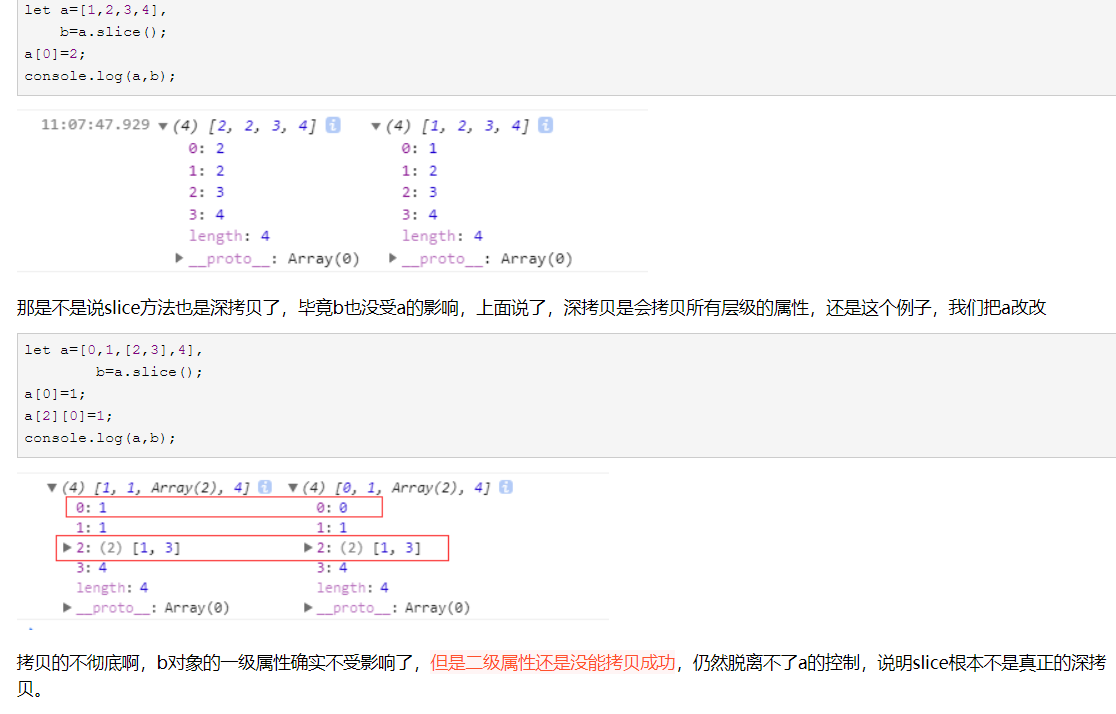 let a=[1,2,3,4],
    b=a.slice();
a[0]=2;
console.log(a,b);
11:07:47.929 ▼(4) [2, 2, 3, 4] i ▼(4) [1, 2, 3, 4] i
0: 2 0: 1
1: 2 1: 2
2: 3 2: 3
3: 4 3: 4
length: 4 length: 4
▶__proto__: Array(0) ▶__proto__: Array(0)
那是不是说slice方法也是深拷贝了，毕竟b也没受a的影响，上面说了，深拷贝是会拷贝所有层级的属性，还是这个例子，我们把a改改
let a=[0,1,[2,3],4],
        b=a.slice();
a[0]=1;
a[2][0]=1;
console.log(a,b);
▼(4) [1, 1, Array(2), 4] i ▼(4) [0, 1, Array(2), 4] i
0: 1 0: 0
1: 1 1: 1
▶2: (2) [1, 3] ▶2: (2) [1, 3]
3: 4 3: 4
length: 4 length: 4
▶__proto__: Array(0) ▶__proto__: Array(0)
拷贝的不彻底啊，b对象的一级属性确实不受影响了，但是二级属性还是没能拷贝成功，仍然脱离不了a的控制，说明slice根本不是真正的深拷
贝。